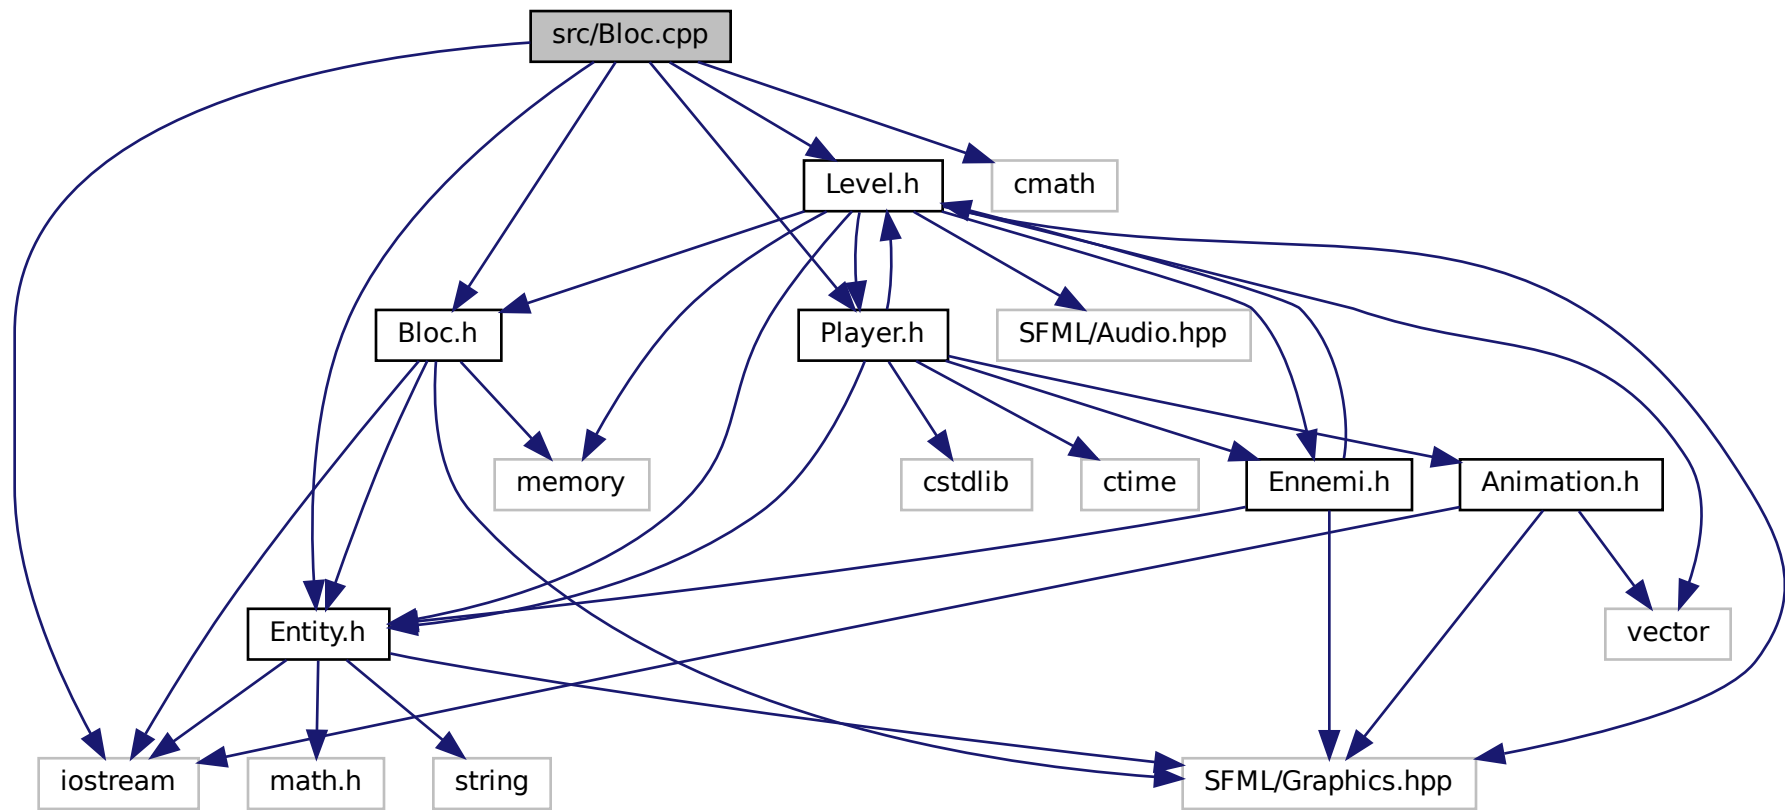 src/Bloc.cpp
Level.h
cmath
Bloc.h
Player.h
SFML/Audio.hpp
memory
cstdlib
ctime
Ennemi.h
Animation.h
Entity.h
vector
iostream
math.h
string
SFML/Graphics.hpp